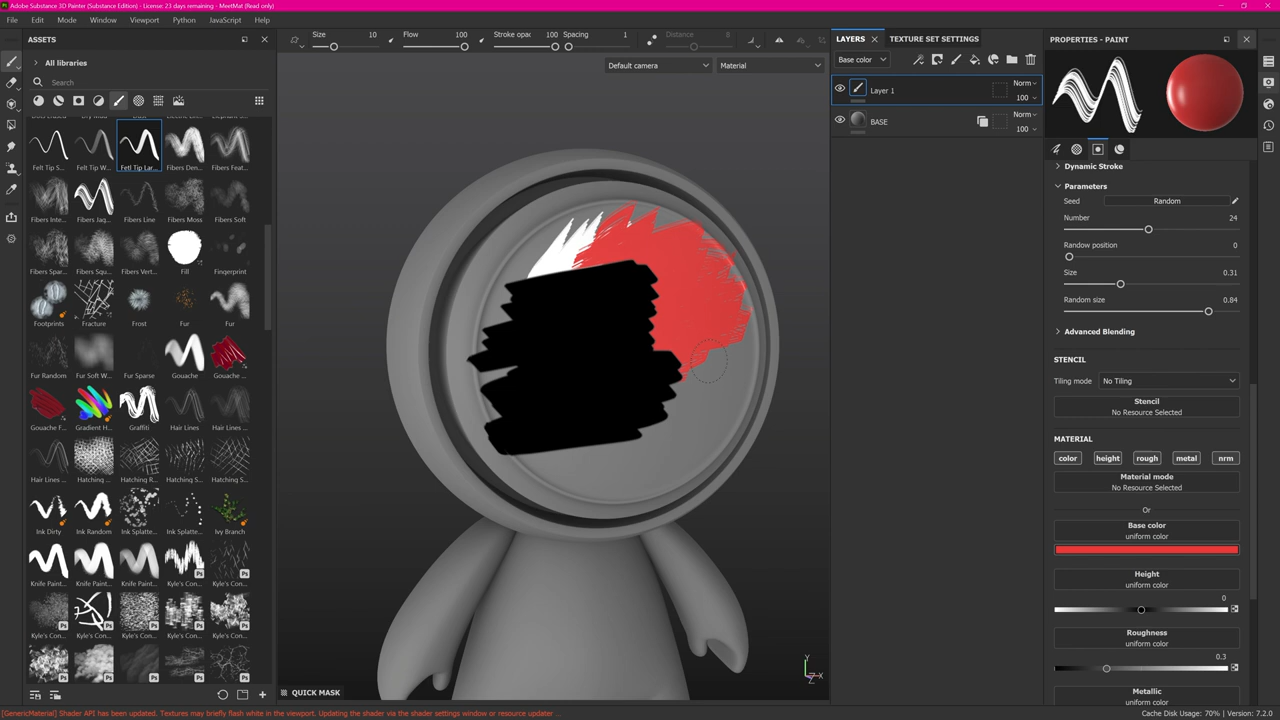 Adobe Substance 3D Painter (Substance Edition) - License: 23 days remaining - MeetMat (Read only)
File Edit Mode Window Viewport Python JavaScript Help
ASSETS
All libraries
Search
Felt Tip S... Felt Tip W... Fetl Tip Lar... Fibers Den... Fibers Feat...
Fibers Inte... Fibers Jag... Fibers Line Fibers Moss Fibers Soft
Fibers Spar... Fibers Squ... Fibers Vert... Fill Fingerprint
Footprints Fracture Frost Fur Fur
Fur Random Fur Soft W... Fur Sparse Gouache Gouache ...
Gouache F... Gradient H... Graffiti Hair Lines Hair Lines ...
Hair Lines ... Hatching ... Hatching R... Hatching S... Hatching S...
Ink Dirty Ink Random Ink Splatte... Ink Splatte... Ivy Branch
Knife Paint... Knife Paint... Knife Paint... Kyle's Con... Kyle's Con...
Kyle's Con... Kyle's Con... Kyle's Con... Kyle's Con... Kyle's Con...
Size 10 Flow 100 Stroke opac 100 Spacing 1 Distance 8
Default camera Material
QUICK MASK
Y
X
Z
LAYERS TEXTURE SET SETTINGS
Base color
Layer 1 Norm
100
BASE Norm
100
PROPERTIES - PAINT
Dynamic Stroke
Parameters
Seed Random
Number 24
Randow position 0
Size 0.31
Random size 0.84
Advanced Blending
STENCIL
Tiling mode No Tiling
Stencil
No Resource Selected
MATERIAL
color height rough metal nrm
Material mode
No Resource Selected
Or
Base color
uniform color
Height
uniform color
0
Roughness
uniform color
0.3
Metallic
[GenericMaterial] Shader API has been updated. Textures may briefly flash white in the viewport. Updating the shader via the shader settings window or resource updater ...
Cache Disk Usage: 70% | Version: 7.2.0